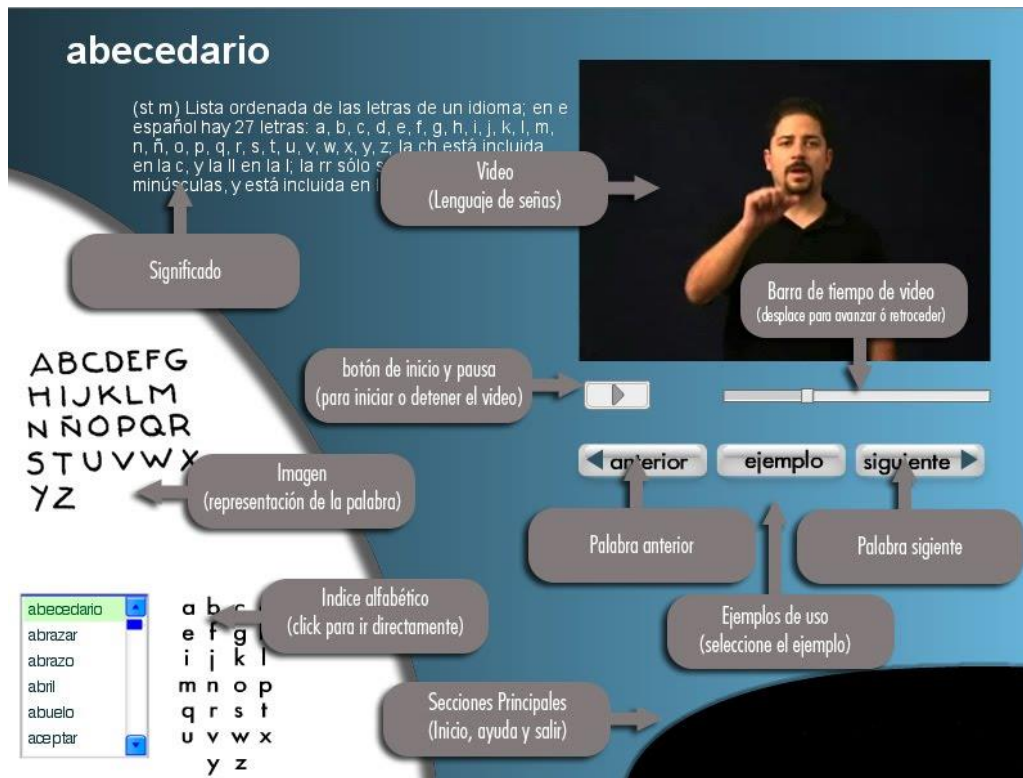 abecedario
(st m) Lista ordenada de las letras de un idioma; en e
español hay 27 letras: a, b, c, d, e, f, g, h, i, j, k, l, m,
n, ñ, o, p, q, r, s, t, u, v, w, x, y, z; la ch está incluida
en la c, y la ll en la l; la rr sólo s
minúsculas, y está incluida en l
Video
(Lenguaje de señas)
Significado
Barra de tiempo de video
(desplace para avanzar ó retroceder)
botón de inicio y pausa
(para iniciar o detener el video)
ABCDEFG
HIJKLM
NÑOPQR
STUVWX
YZ
anterior
ejemplo
siguiente
Imagen
(representación de la palabra)
Palabra anterior
Palabra sigiente
Indice alfabético
(click para ir directamente)
Ejemplos de uso
(seleccione el ejemplo)
abecedario
abrazar
abrazo
abril
abuelo
aceptar
a b c
e f g
i j k l
m n o p
q r s t
u v w x
y z
Secciones Principales
(Inicio, ayuda y salir)